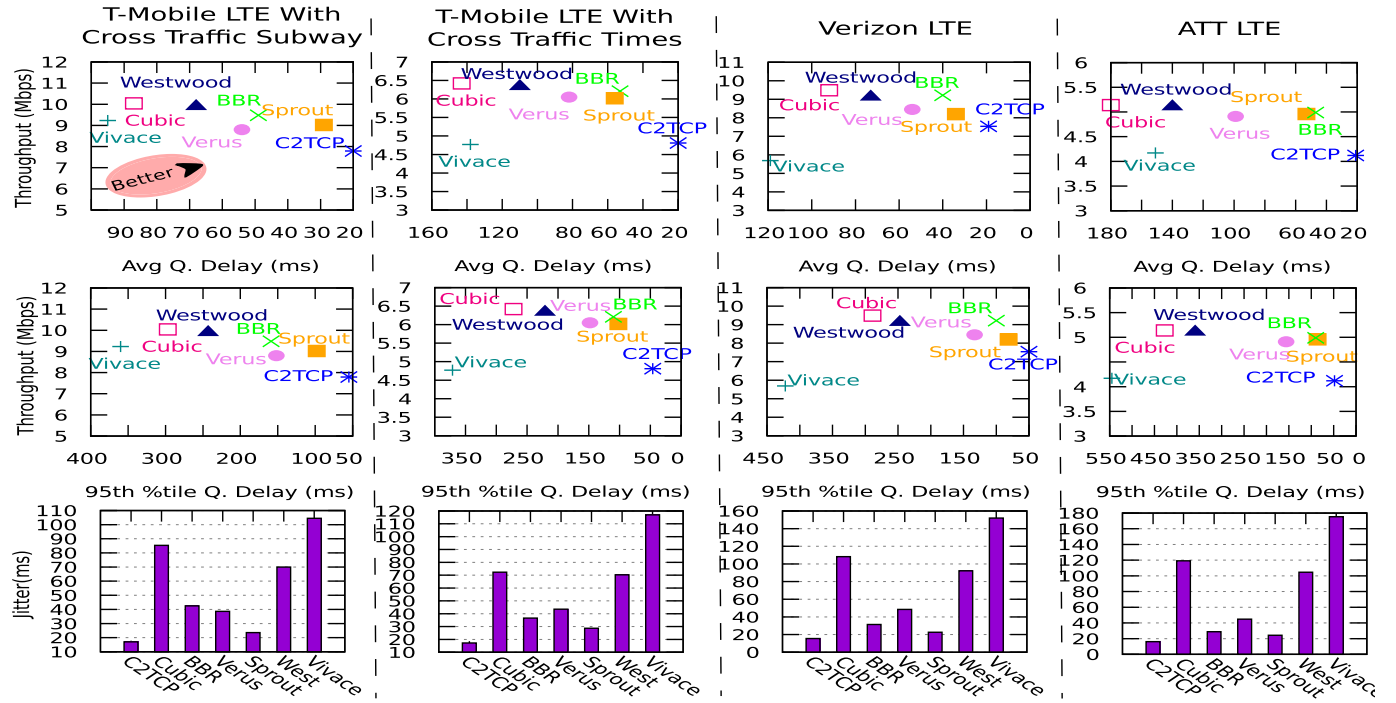 T-Mobile LTE With
Cross Traffic Subway
T-Mobile LTE With
Cross Traffic Times
Verizon LTE
ATT LTE
Throughput (Mbps)
12
11
10
9
8
7
6
5
Westwood
BBR
Sprout
Cubic
Vivace
Verus
C2TCP
Better
90 80 70 60 50 40 30 20
Avg Q. Delay (ms)
7
6.5
6
5.5
5
4.5
4
3.5
3
Westwood
BBR
Cubic
Verus
Sprout
C2TCP
Vivace
160 120 80 60 40 20
Avg Q. Delay (ms)
11
10
9
8
7
6
5
4
3
Westwood
BBR
Cubic
C2TCP
Verus
Sprout
Vivace
120 100 80 60 40 20 0
Avg Q. Delay (ms)
6
5.5
5
4.5
4
3.5
3
Westwood
Sprout
Cubic
Verus
BBR
C2TCP
Vivace
180 140 100 60 40 20
Avg Q. Delay (ms)
Throughput (Mbps)
12
11
10
9
8
7
6
5
Westwood
BBR
Sprout
Cubic
Verus
Vivace
C2TCP
400 300 200 100 50
95th %tile Q. Delay (ms)
7
6.5
6
5.5
5
4.5
4
3.5
3
Cubic
Verus
BBR
Westwood
Sprout
C2TCP
Vivace
350 250 150 50 0
95th %tile Q. Delay (ms)
11
10
9
8
7
6
5
4
3
Cubic
BBR
Westwood
Verus
Sprout
C2TCP
Vivace
450 350 250 150 50
95th %tile Q. Delay (ms)
6
5.5
5
4.5
4
3.5
3
Westwood
BBR
Cubic
Verus
Sprout
C2TCP
Vivace
550 450 350 250 150 50 0
95th %tile Q. Delay (ms)
Jitter(ms)
110
100
90
80
70
60
50
40
30
20
10
C2TCP
Cubic
BBR
Verus
Sprout
West
Vivace
120
110
100
90
80
70
60
50
40
30
20
10
C2TCP
Cubic
BBR
Verus
Sprout
West
Vivace
160
140
120
100
80
60
40
20
0
C2TCP
Cubic
BBR
Verus
Sprout
West
Vivace
180
160
140
120
100
80
60
40
20
0
C2TCP
Cubic
BBR
Verus
Sprout
West
Vivace